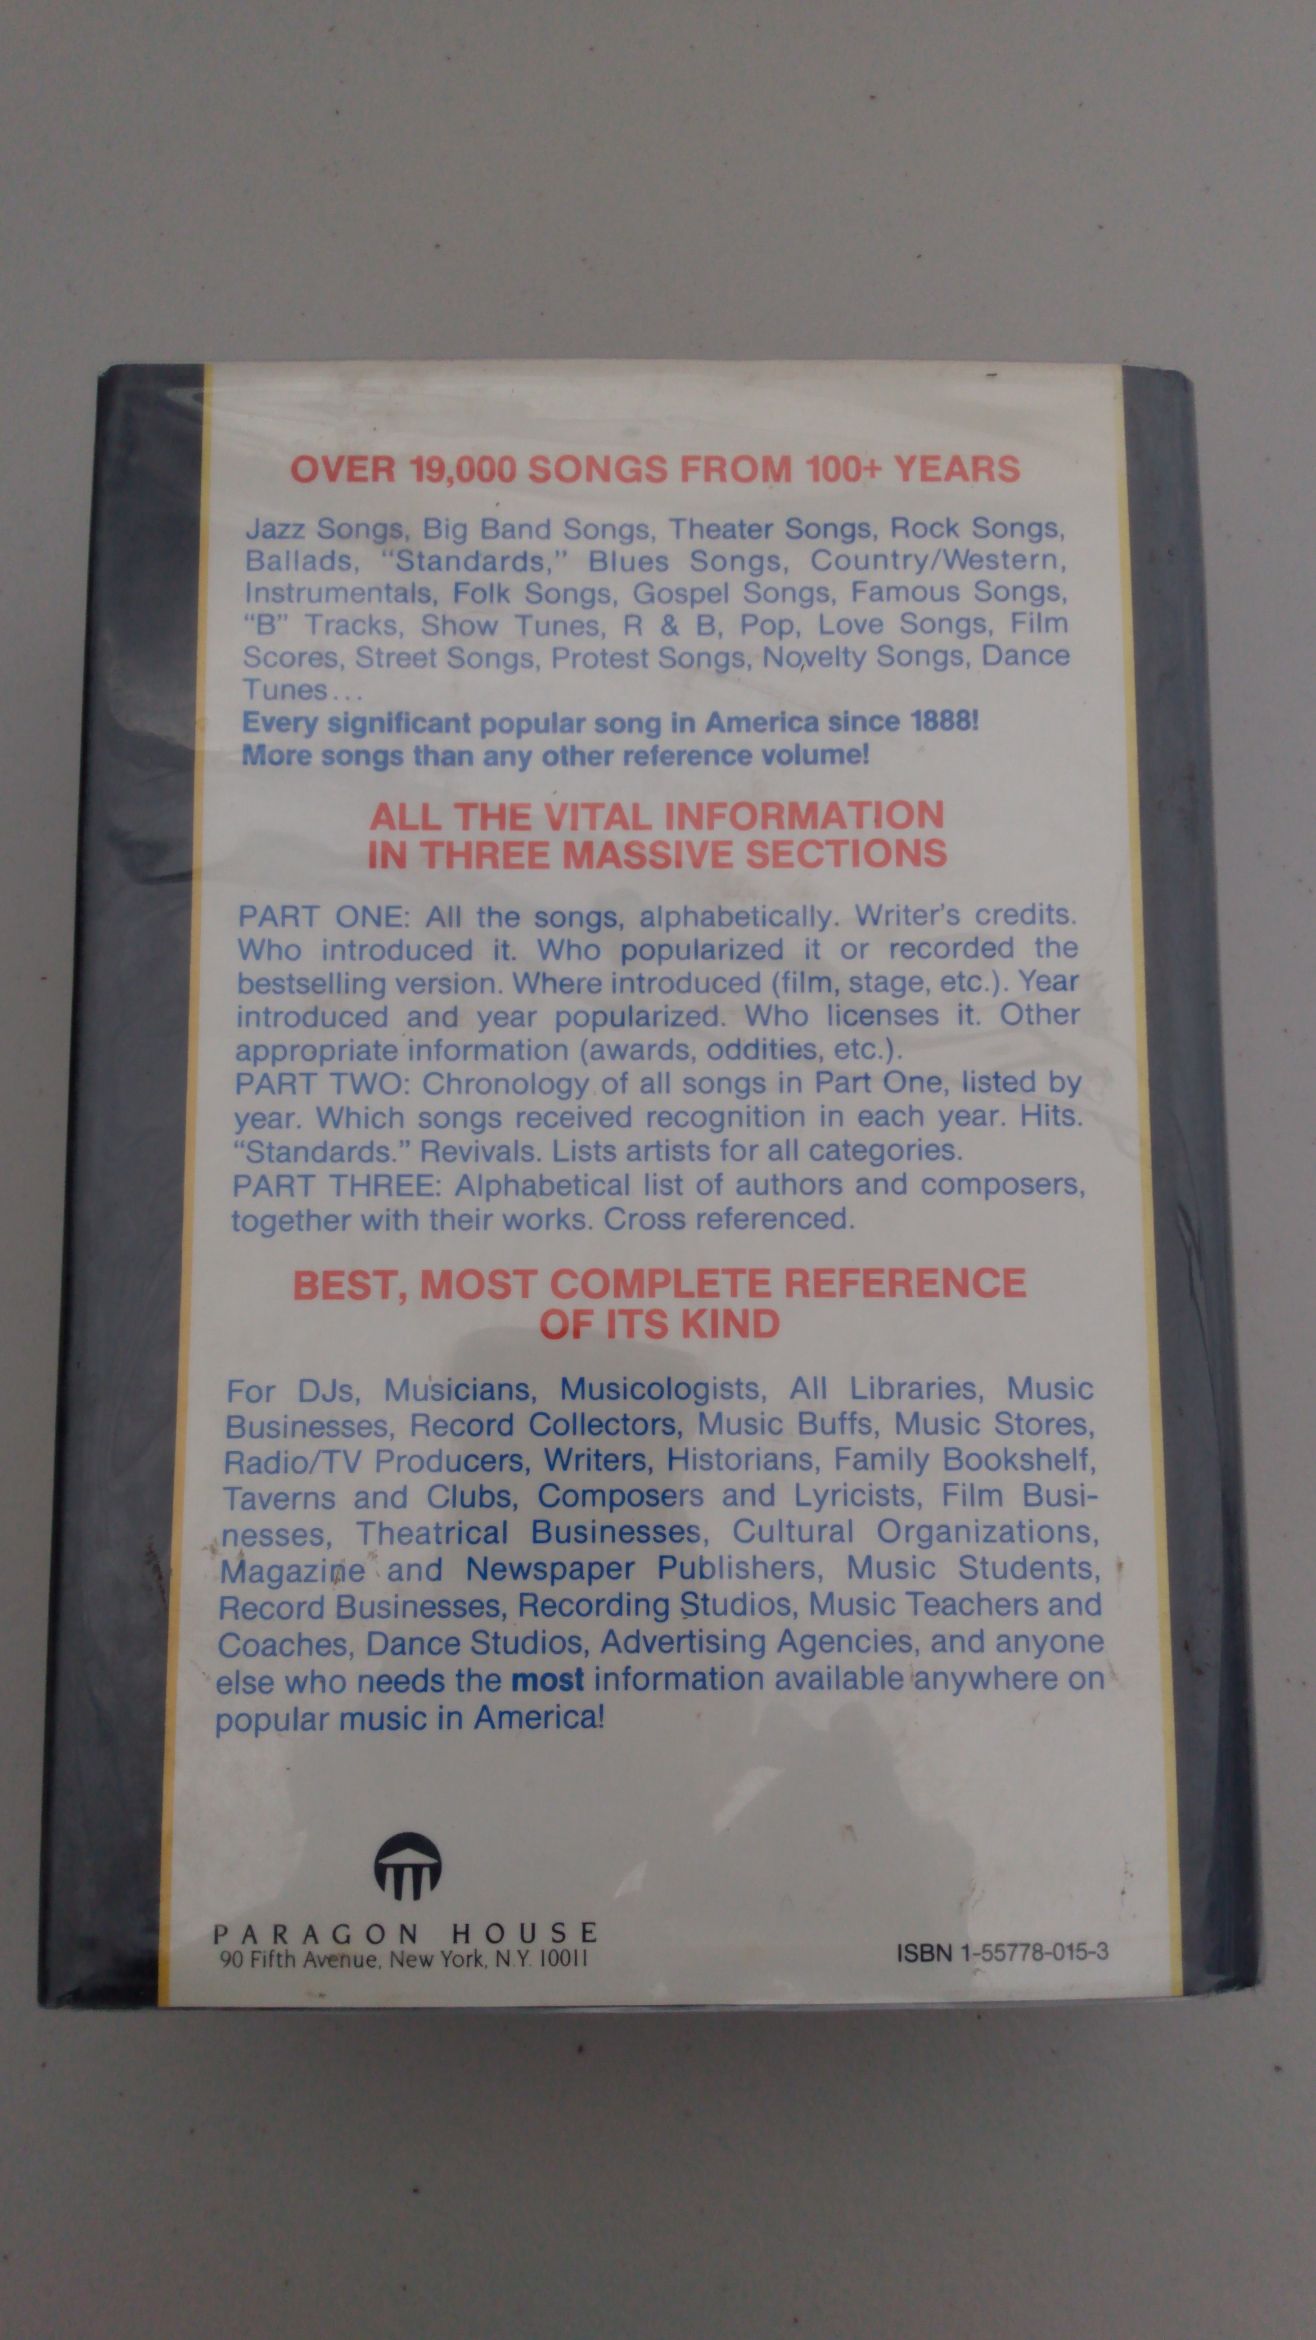 OVER 19,000 SONGS FROM 100+ YEARS
Jazz Songs, Big Band Songs, Theater Songs, Rock Songs,
Ballads, “Standards,” Blues Songs, Country/Western,
Instrumentals, Folk Songs, Gospel Songs, Famous Songs,
“B” Tracks, Show Tunes, R & B, Pop, Love Songs, Film
Scores, Street Songs, Protest Songs, Novelty Songs, Dance
Tunes...
Every significant popular song in America since 1888!
More songs than any other reference volume!
ALL THE VITAL INFORMATION
IN THREE MASSIVE SECTIONS
PART ONE: All the songs, alphabetically. Writer’s credits.
Who introduced it. Who popularized it or recorded the
bestselling version. Where introduced (film, stage, etc.). Year
introduced and year popularized. Who licenses it. Other
appropriate information (awards, oddities, etc.).
PART TWO: Chronology of all songs in Part One, listed by
year. Which songs received recognition in each year. Hits.
“Standards.” Revivals. Lists artists for all categories.
PART THREE: Alphabetical list of authors and composers,
together with their works. Cross referenced.
BEST, MOST COMPLETE REFERENCE
OF ITS KIND
For DJs, Musicians, Musicologists, All Libraries, Music
Businesses, Record Collectors, Music Buffs, Music Stores,
Radio/TV Producers, Writers, Historians, Family Bookshelf,
Taverns and Clubs, Composers and Lyricists, Film Busi-
nesses, Theatrical Businesses, Cultural Organizations,
Magazine and Newspaper Publishers, Music Students,
Record Businesses, Recording Studios, Music Teachers and
Coaches, Dance Studios, Advertising Agencies, and anyone
else who needs the most information available anywhere on
popular music in America!
PARAGON HOUSE
90 Fifth Avenue, New York, N.Y. 10011
ISBN 1-55778-015-3